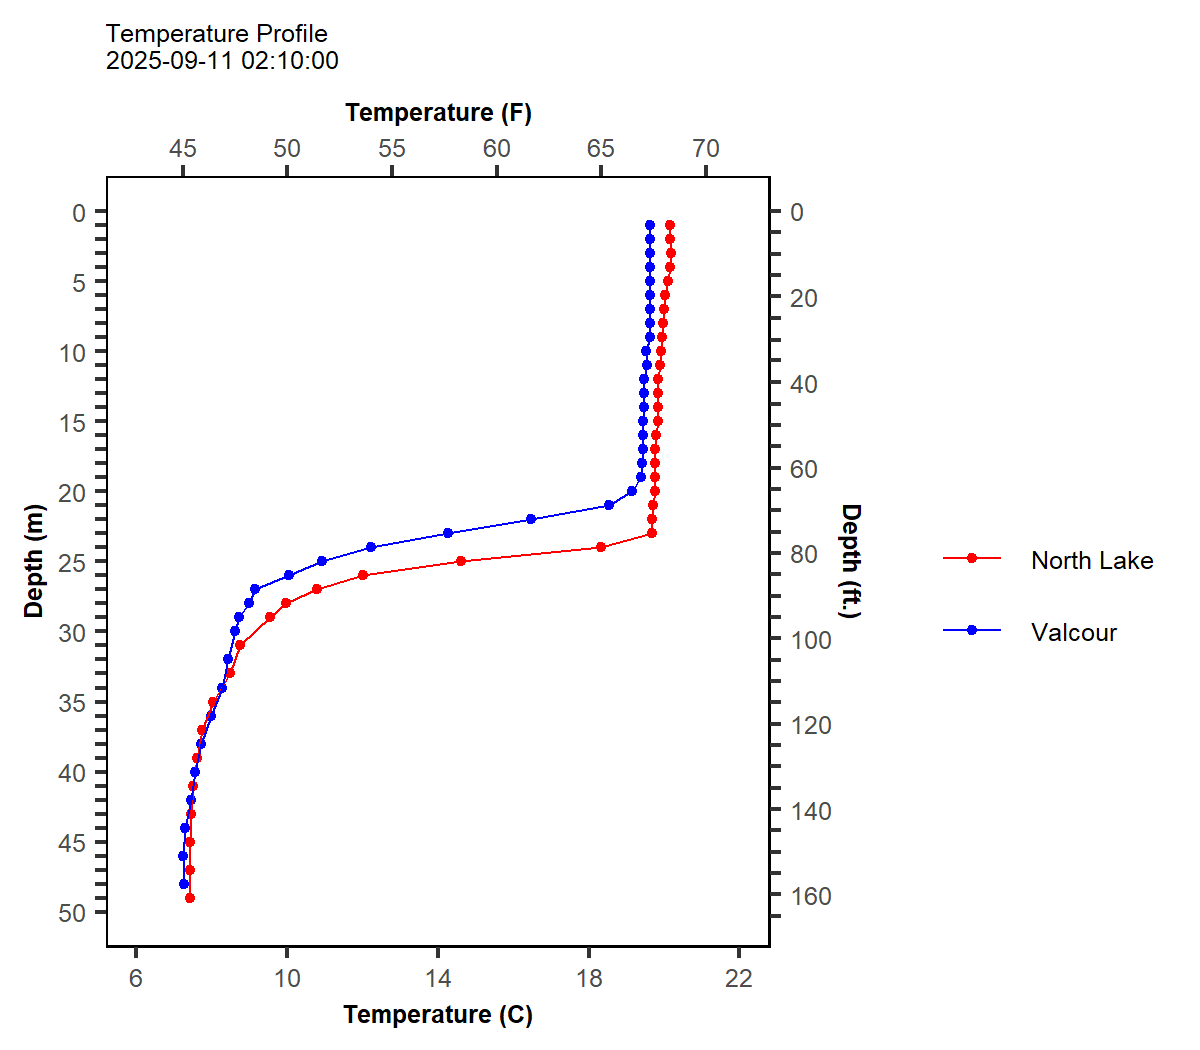 Temperature Profile
2025-09-11 02:10:00
Temperature (F)
45 50 55 60 65 70
0
5
10
15
20
25
30
35
40
45
50
Depth (m)
0
20
40
60
80
100
120
140
160
Depth (ft.)
6 10 14 18 22
Temperature (C)
North Lake
Valcour